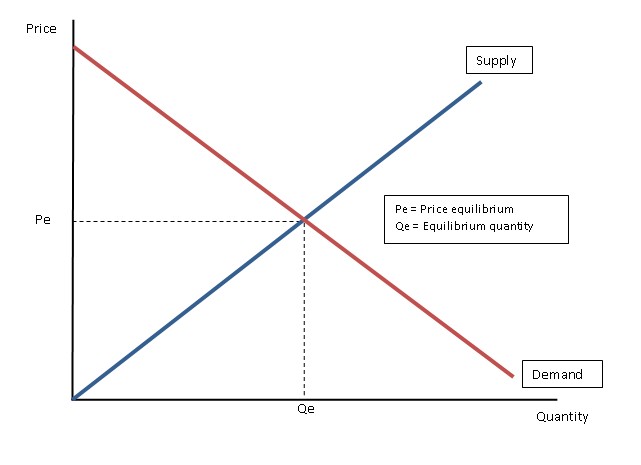 Price
Supply
Pe
Pe = Price equilibrium
Qe = Equilibrium quantity
Demand
Qe
Quantity